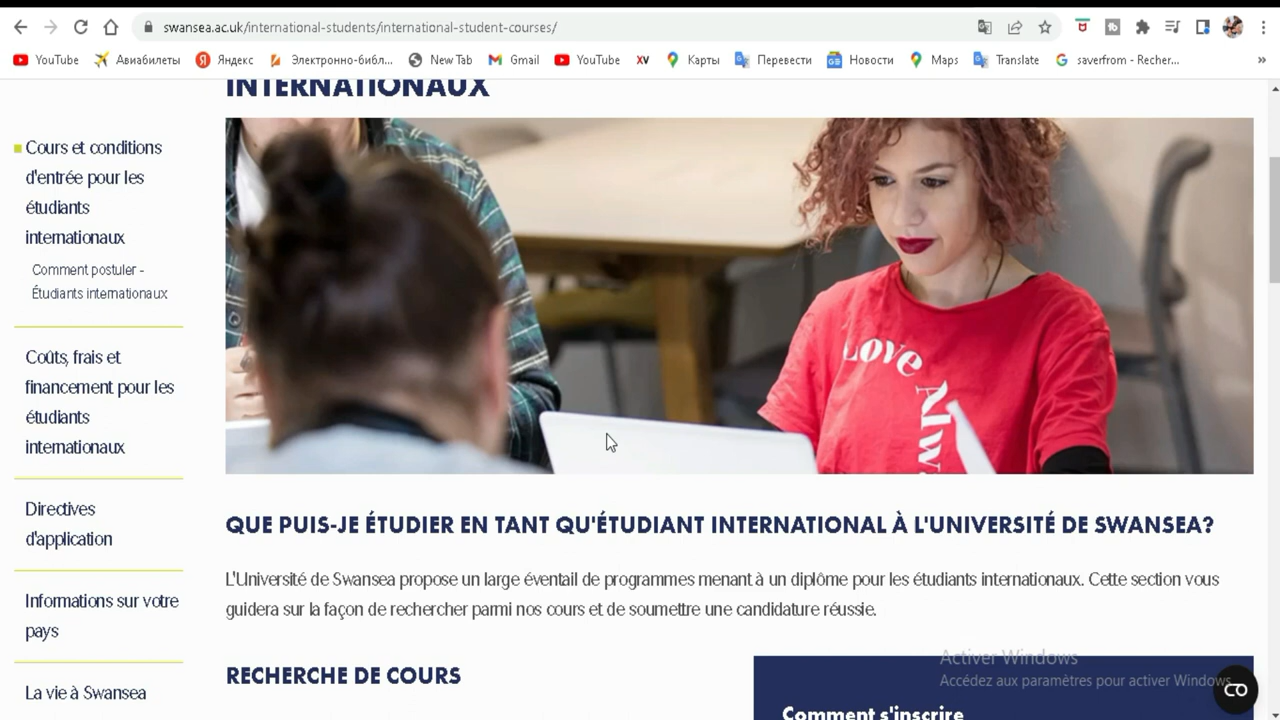 swansea.ac.uk/international-students/international-student-courses/
YouTube Авиабилеты Яндекс Электронно-библ... New Tab Gmail YouTube XV Карты Перевести Новости Maps Translate saverfrom - Recher... »
INTERNATIONAUX
Cours et conditions
d'entrée pour les
étudiants
internationaux
Comment postuler -
Étudiants internationaux
Coûts, frais et
financement pour les
étudiants
internationaux
Directives
d'application
Informations sur votre
pays
La vie à Swansea
Love
QUE PUIS-JE ÉTUDIER EN TANT QU'ÉTUDIANT INTERNATIONAL À L'UNIVERSITÉ DE SWANSEA?
L'Université de Swansea propose un large éventail de programmes menant à un diplôme pour les étudiants internationaux. Cette section vous
guidera sur la façon de rechercher parmi nos cours et de soumettre une candidature réussie.
RECHERCHE DE COURS
Comment s'inscrire
Activer Windows
Accédez aux paramètres pour activer Windows.